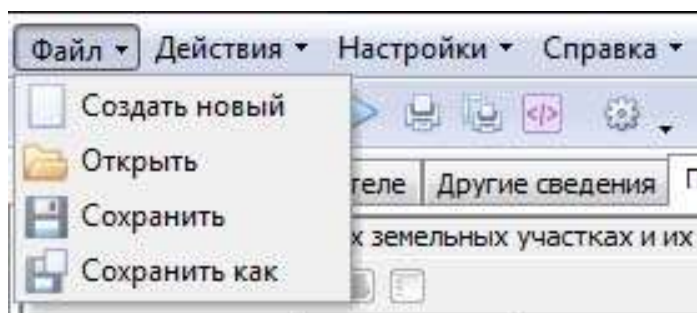 Файл Действия Настройки Справка
Создать новый
</>
Открыть
теле Другие сведения
Сохранить
х земельных участках и их
Сохранить как